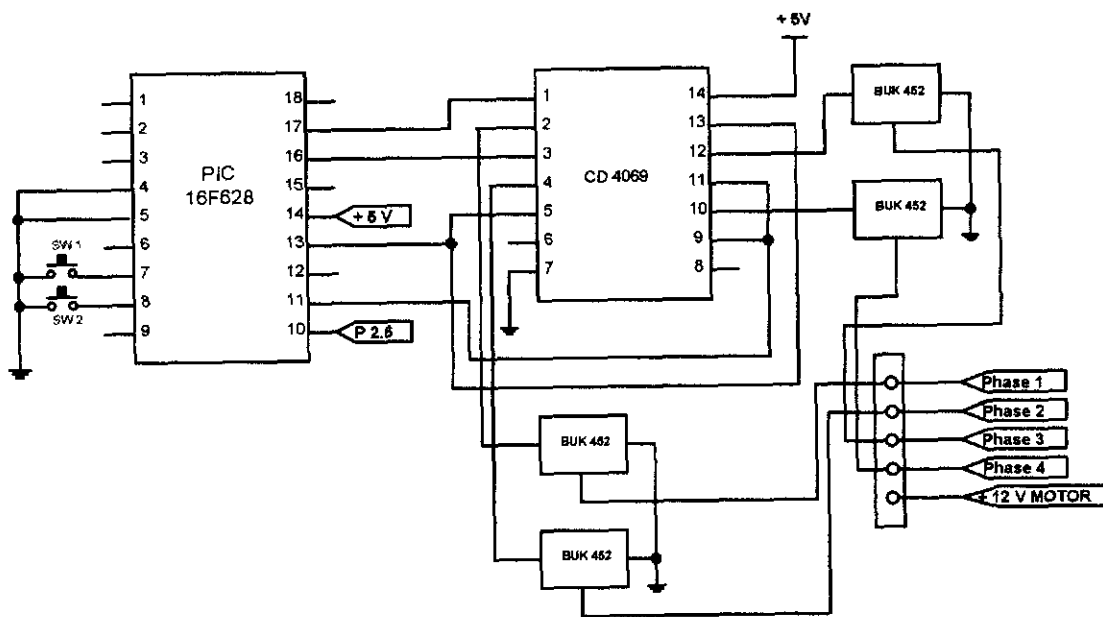 + 5V
PIC
16F628
1
2
3
4
5
6
7
8
9
18
17
16
15
14
13
12
11
10
+ 5 V
P 2.6
SW 1
SW 2
CD 4069
1
2
3
4
5
6
7
14
13
12
11
10
9
8
BUK 452
BUK 452
BUK 452
BUK 452
Phase 1
Phase 2
Phase 3
Phase 4
+ 12 V MOTOR